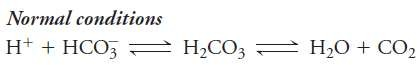 Normal conditions
H⁺ + HCO₃⁻ ⇌ H₂CO₃ ⇌ H₂O + CO₂